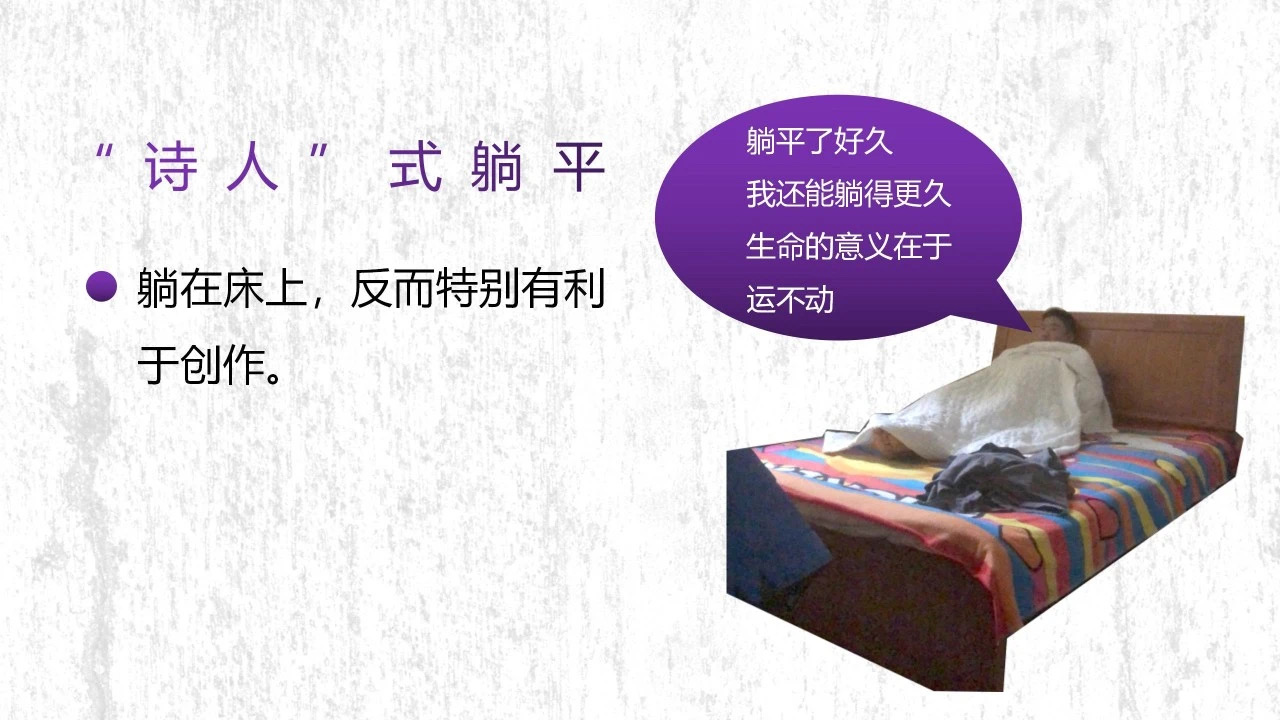 “诗人”式躺平
躺在床上，反而特别有利
于创作。
躺平了好久
我还能躺得更久
生命的意义在于
运不动